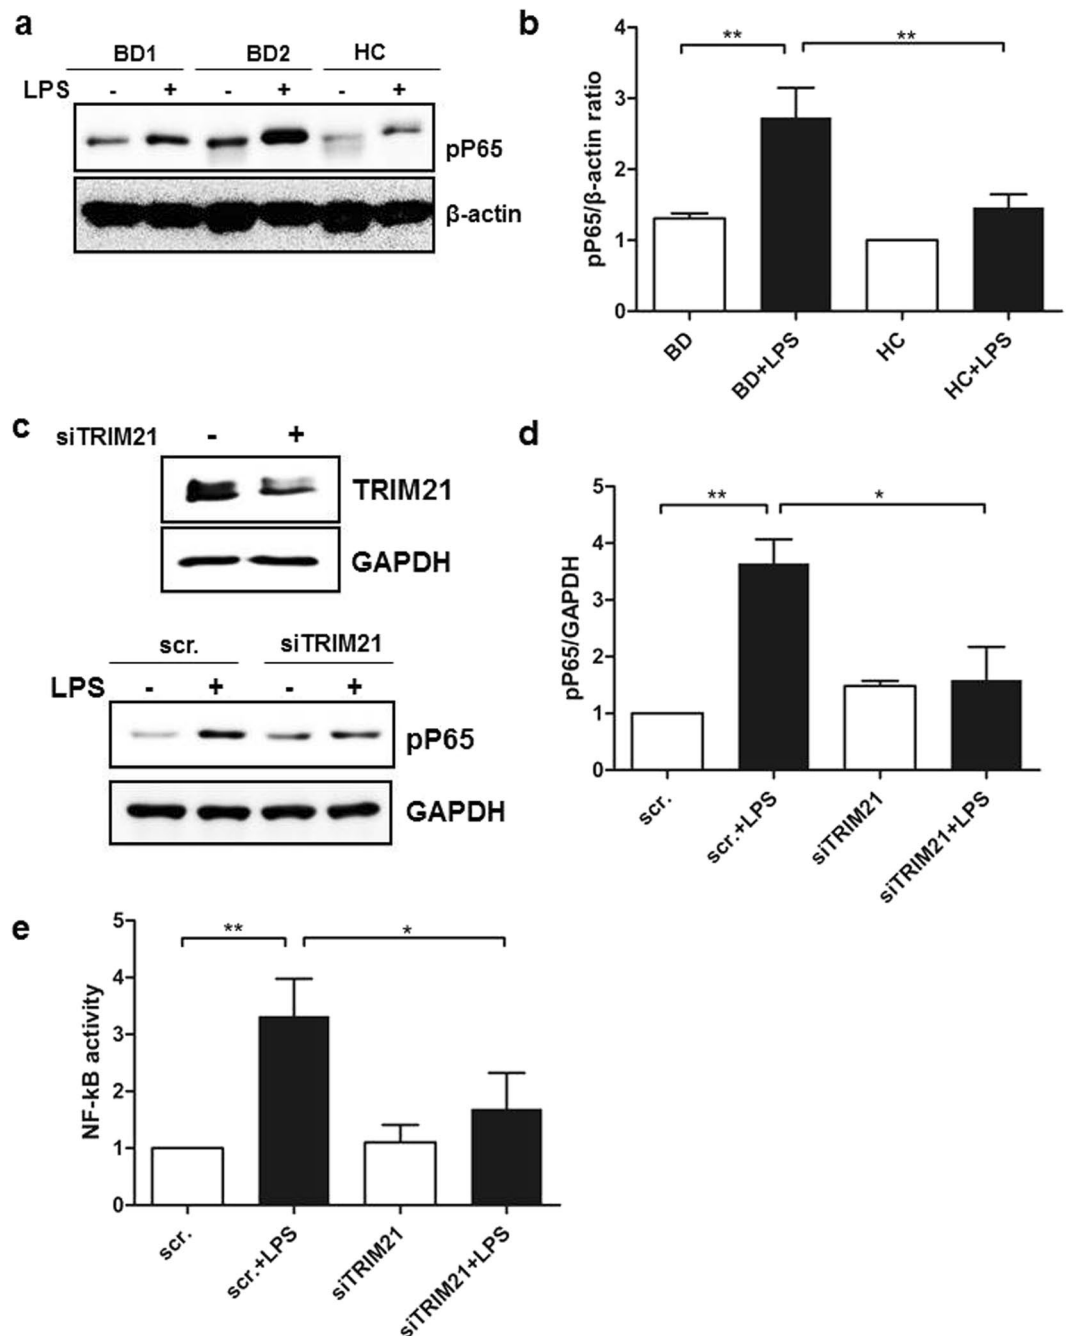 a
BD1 BD2 HC
LPS - + - + - +
pP65
β-actin
b
pP65/β-actin ratio
4
3
2
1
0
** **
BD BD+LPS HC HC+LPS
c
siTRIM21 - +
TRIM21
GAPDH
scr. siTRIM21
LPS - + - +
pP65
GAPDH
d
pP65/GAPDH
5
4
3
2
1
0
** *
scr. scr.+LPS siTRIM21 siTRIM21+LPS
e
NF-kB activity
5
4
3
2
1
0
** *
scr. scr.+LPS siTRIM21 siTRIM21+LPS